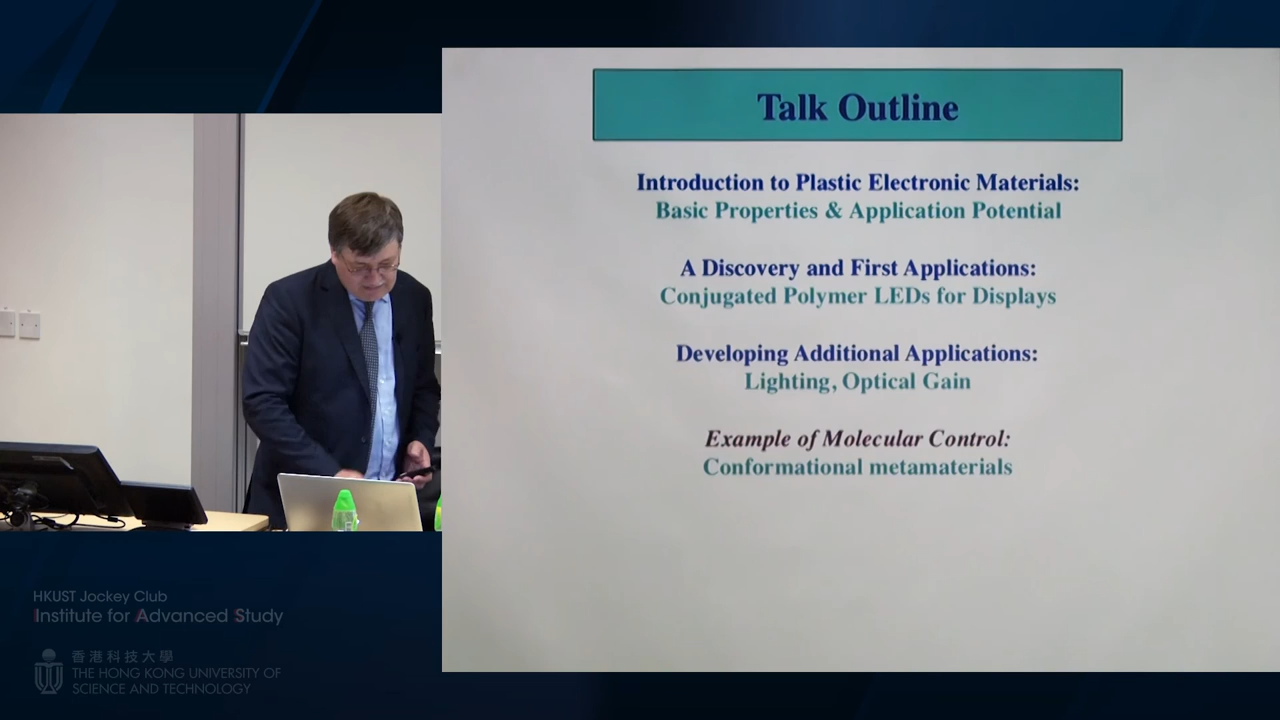 Talk Outline
Introduction to Plastic Electronic Materials:
Basic Properties & Application Potential
A Discovery and First Applications:
Conjugated Polymer LEDs for Displays
Developing Additional Applications:
Lighting, Optical Gain
Example of Molecular Control:
Conformational metamaterials
HKUST Jockey Club
Institute for Advanced Study
香港科技大學
THE HONG KONG UNIVERSITY OF
SCIENCE AND TECHNOLOGY